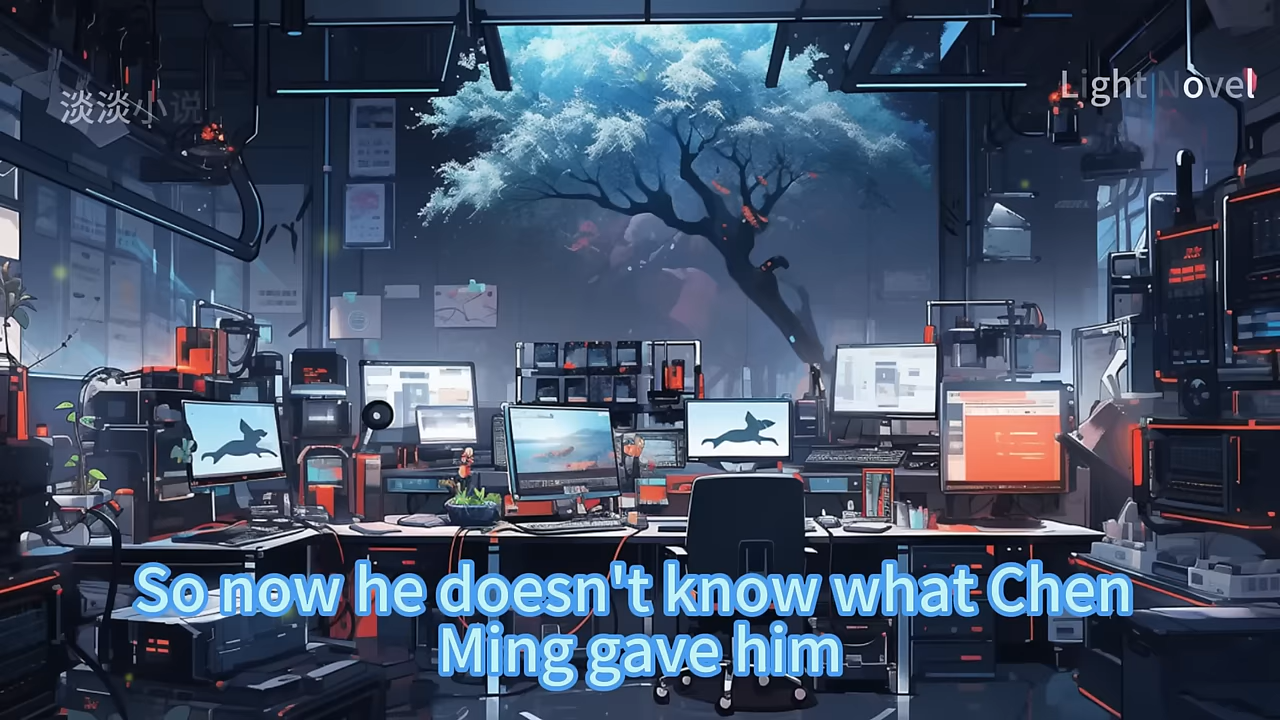 淡淡小说
Light Novel
So now he doesn't know what Chen
Ming gave him